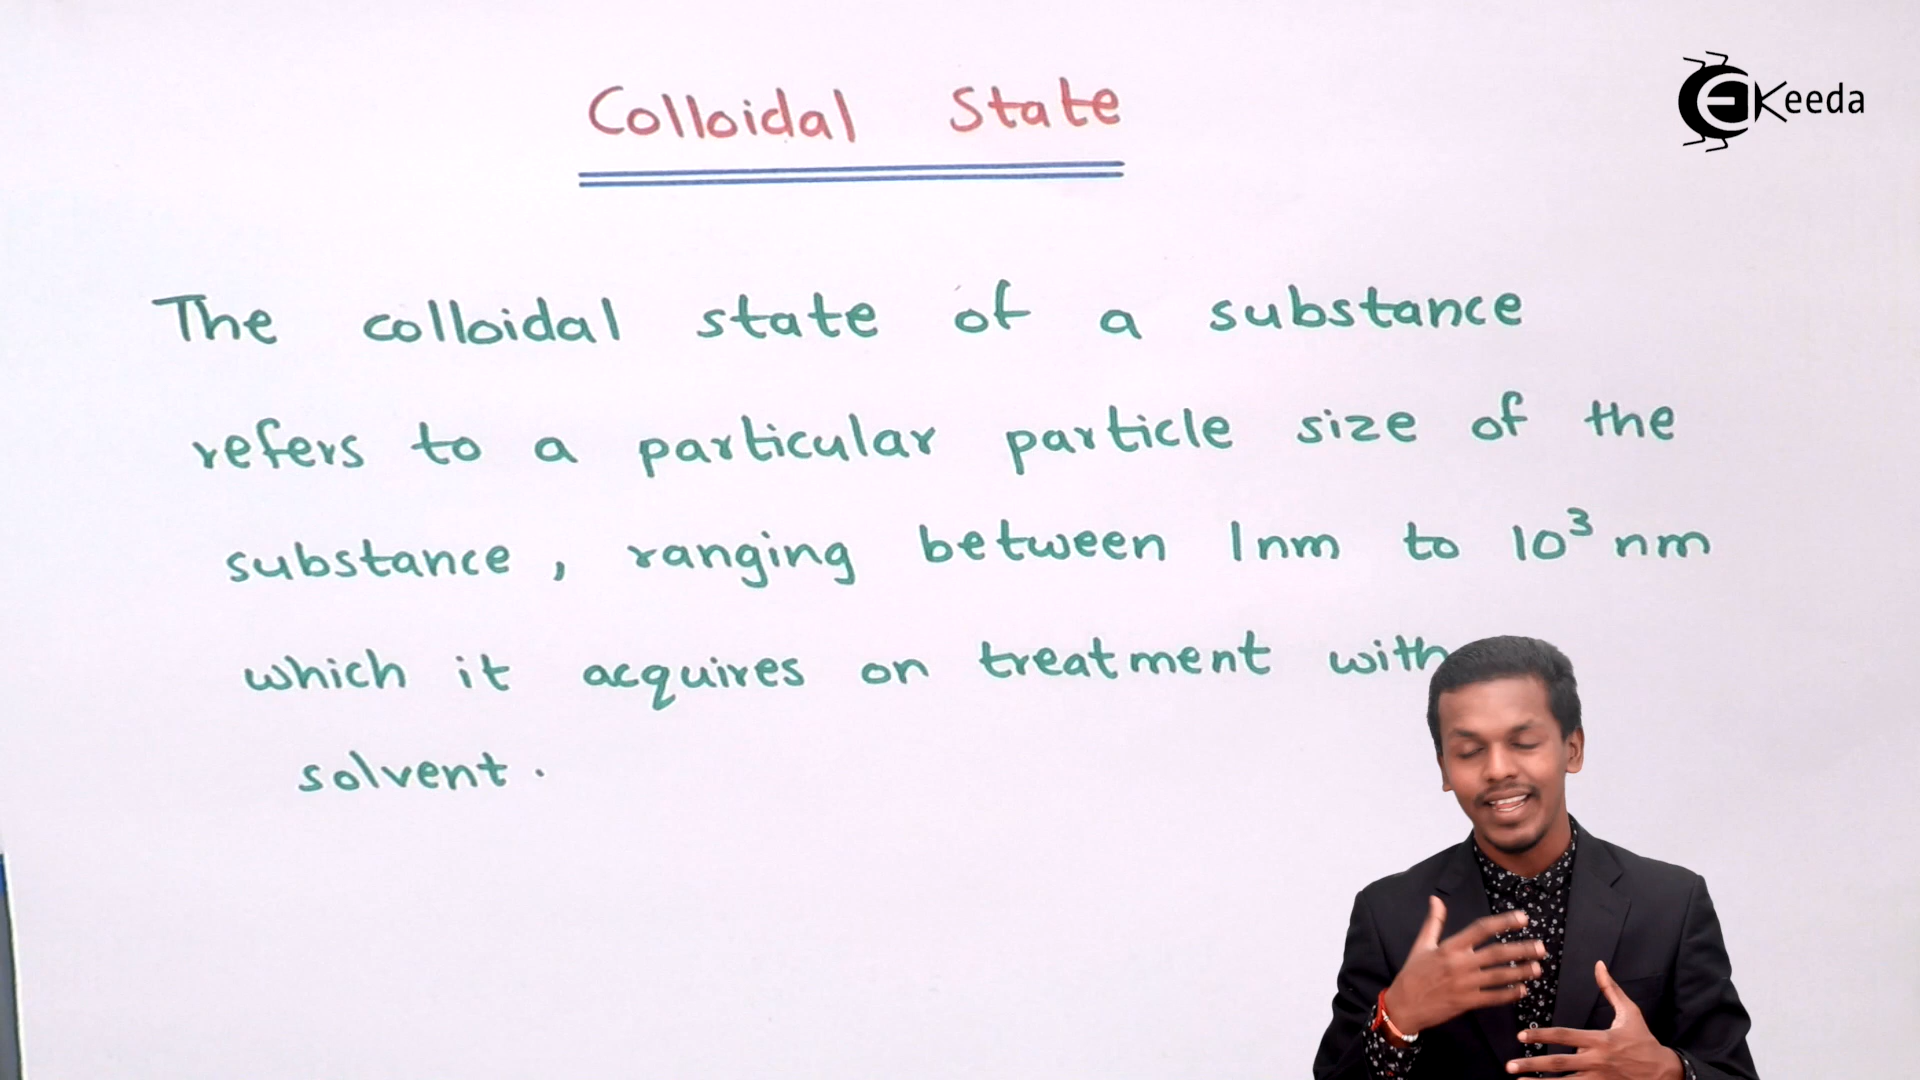 Colloidal State
EKeeda
The colloidal state of a substance
refers to a particular particle size of the
substance, ranging between 1nm to 10³ nm
which it acquires on treatment with
solvent.